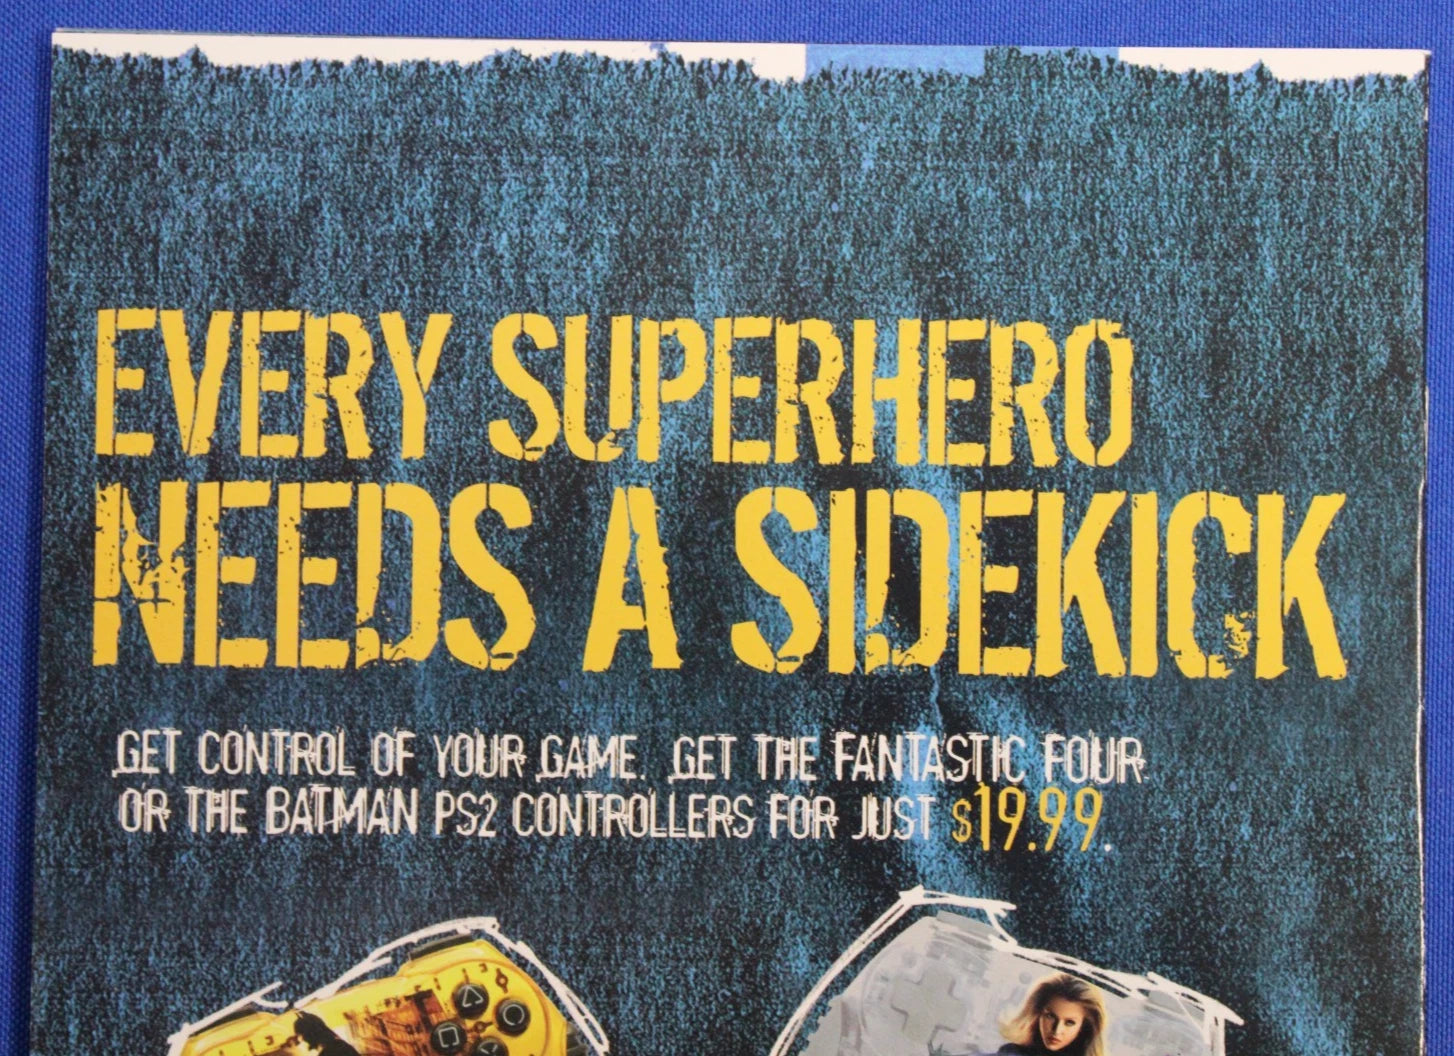 EVERY SUPERHERO
NEEDS A SIDEKICK
GET CONTROL OF YOUR GAME. GET THE FANTASTIC FOUR
OR THE BATMAN PS2 CONTROLLERS FOR JUST $19.99.